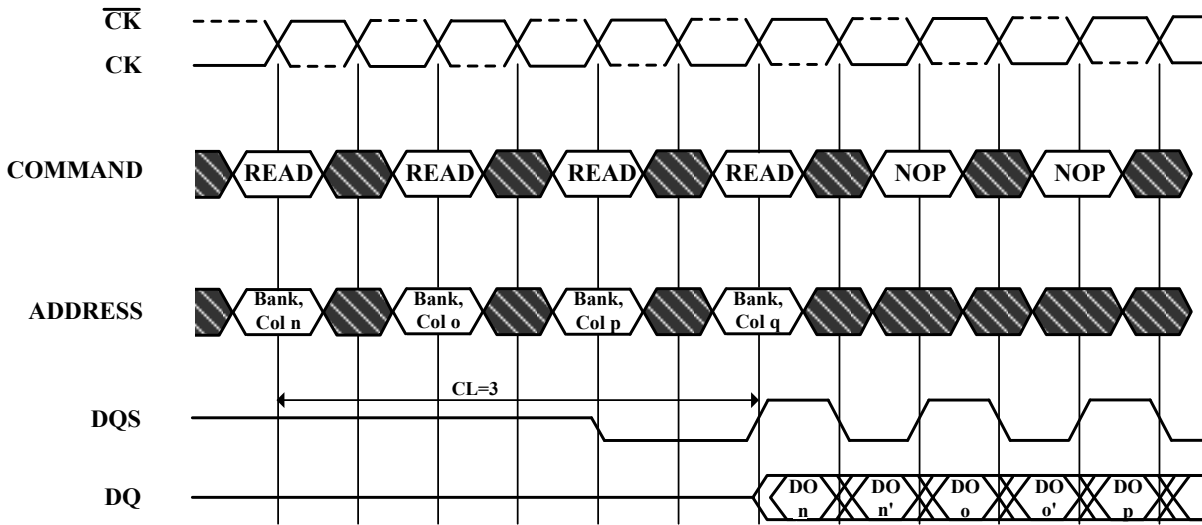 C̅K̅
CK
COMMAND
READ
READ
READ
READ
NOP
NOP
ADDRESS
Bank,
Col n
Bank,
Col o
Bank,
Col p
Bank,
Col q
CL=3
DQS
DQ
DO
n
DO
n'
DO
o
DO
o'
DO
p